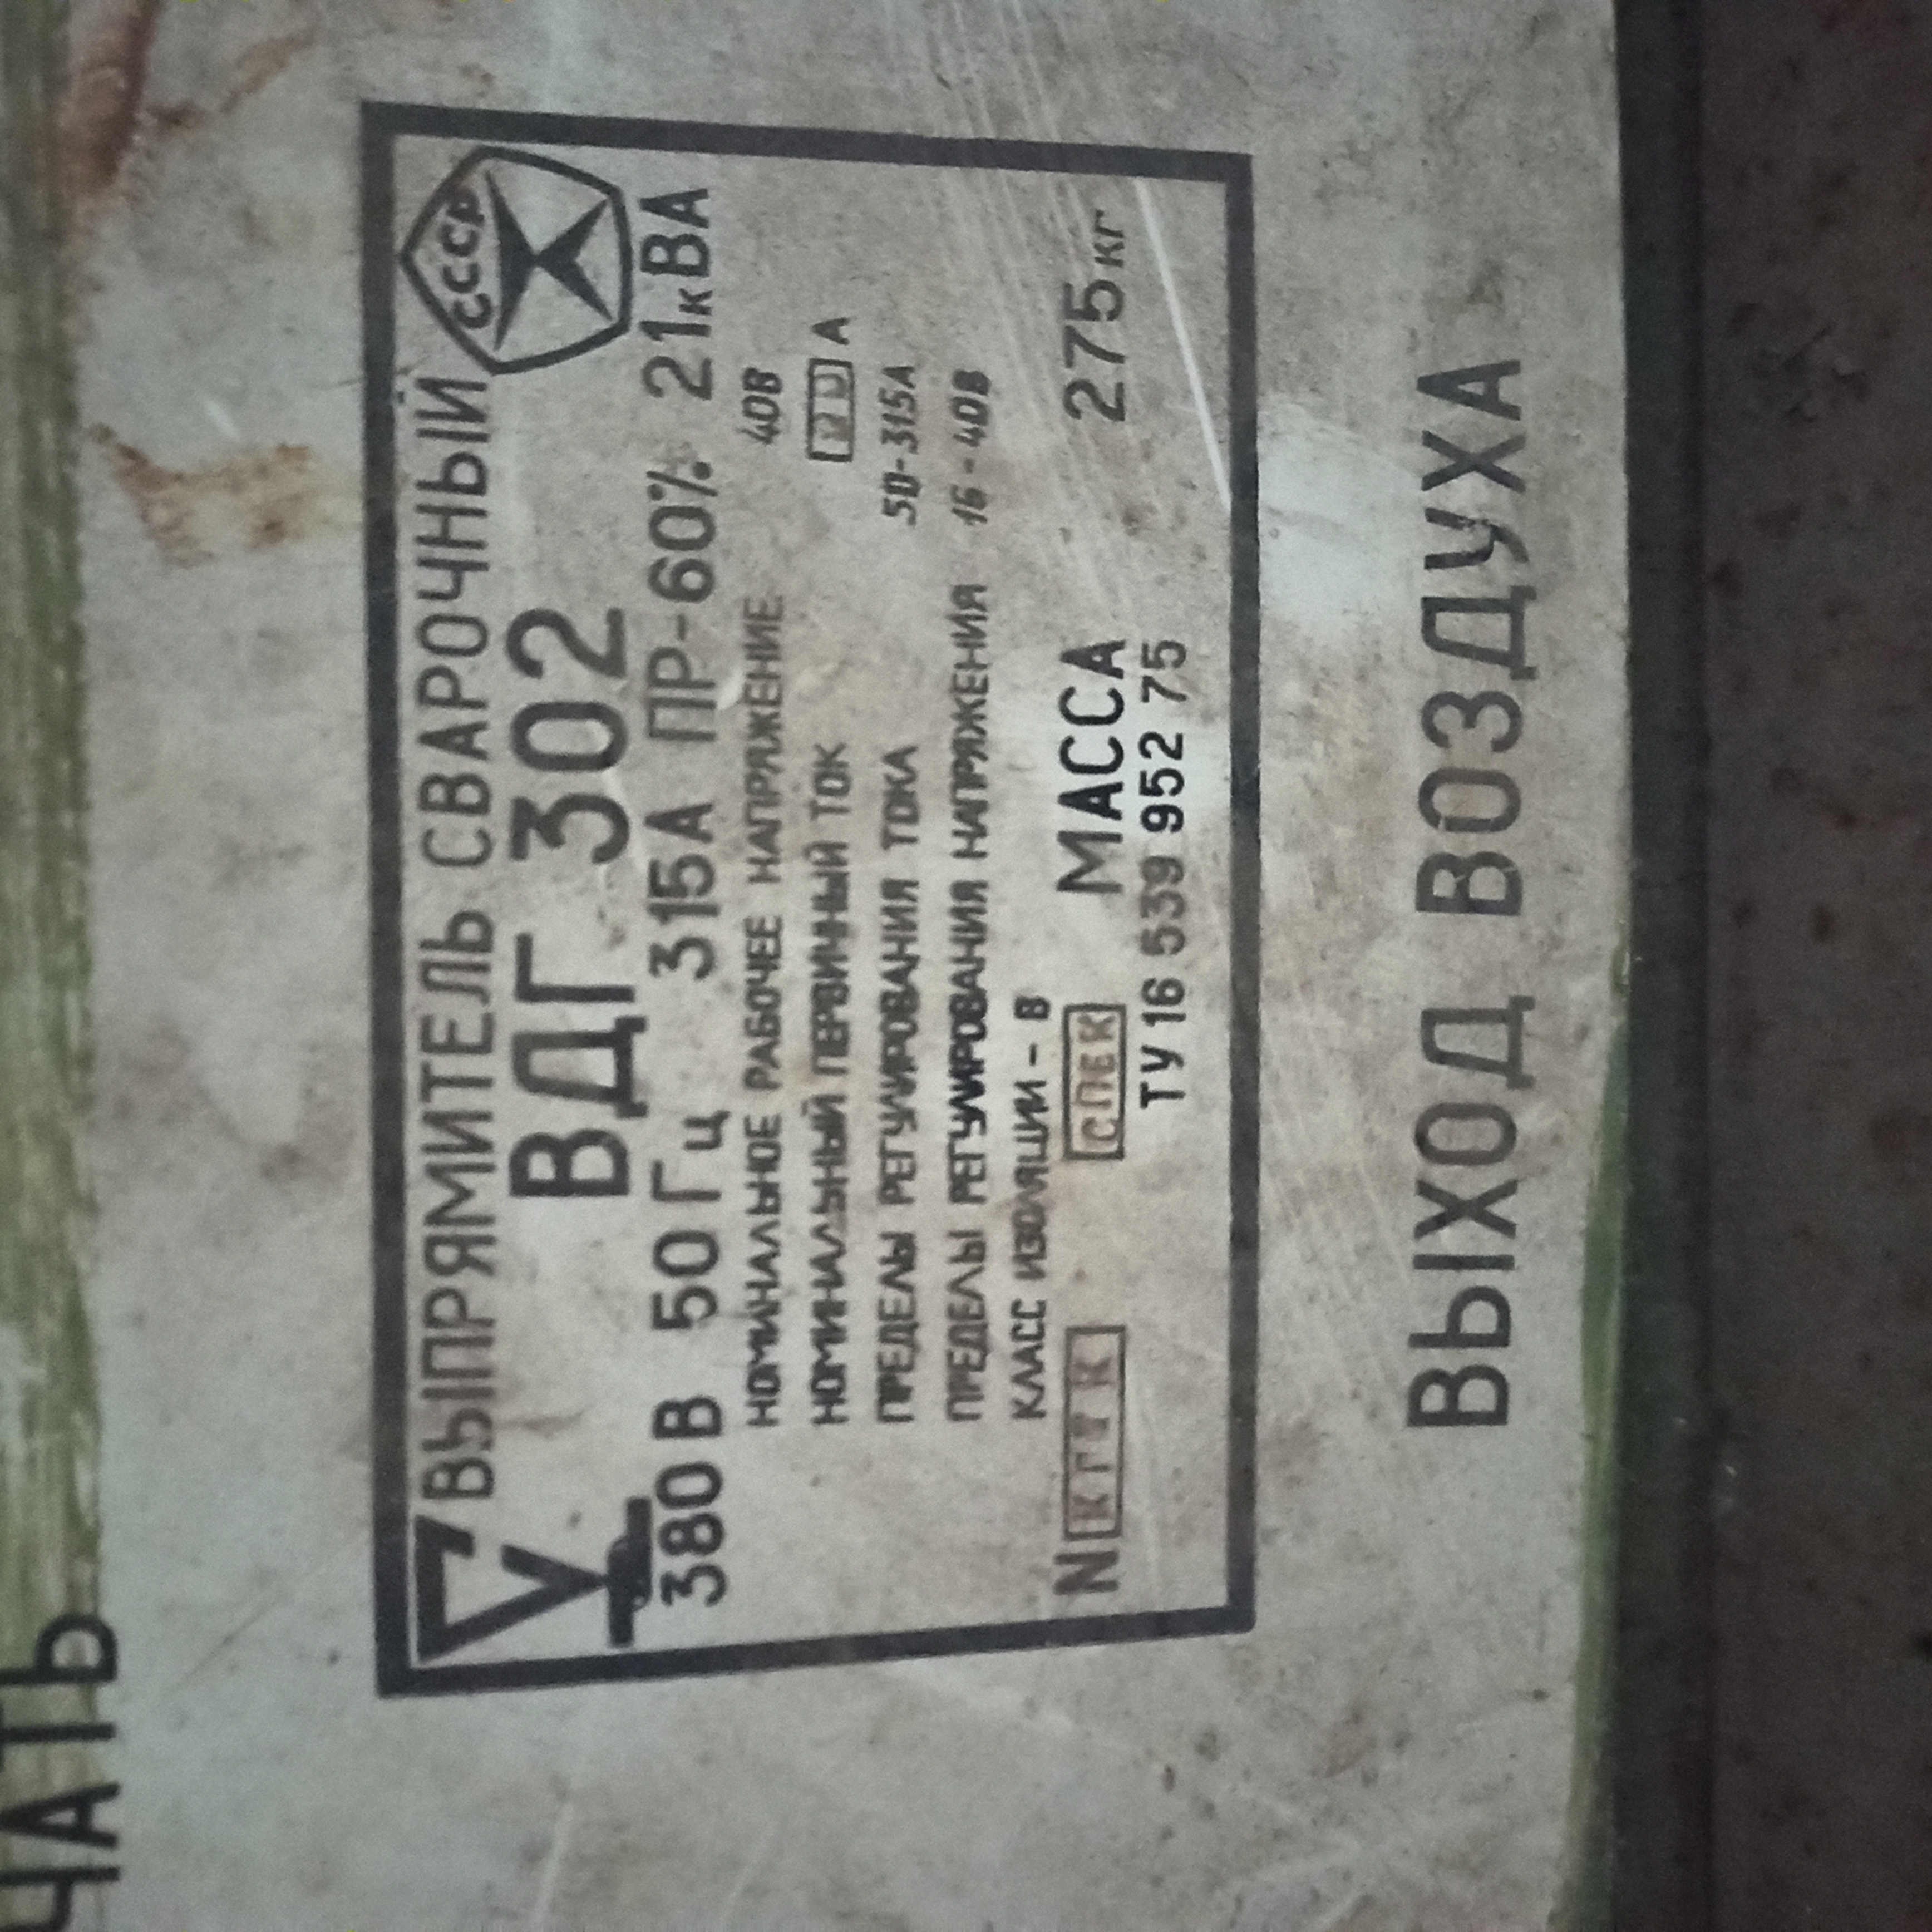 ЧАТЬ
ВЫПРЯМИТЕЛЬ СВАРОЧНЫЙ
СССР
ВДГ 302
380 В 50 Гц 315А ПР-60% 21кВА
НОМИНАЛЬНОЕ РАБОЧЕЕ НАПРЯЖЕНИЕ 40В
НОМИНАЛЬНЫЙ ПЕРВИЧНЫЙ ТОК А
ПРЕДЕЛЫ РЕГУЛИРОВАНИЯ ТОКА 50-315А
ПРЕДЕЛЫ РЕГУЛИРОВАНИЯ НАПРЯЖЕНИЯ 16-40В
КЛАСС ИЗОЛЯЦИИ - В
N МАССА 275кг
ТУ 16 539 952 75
ВЫХОД ВОЗДУХА